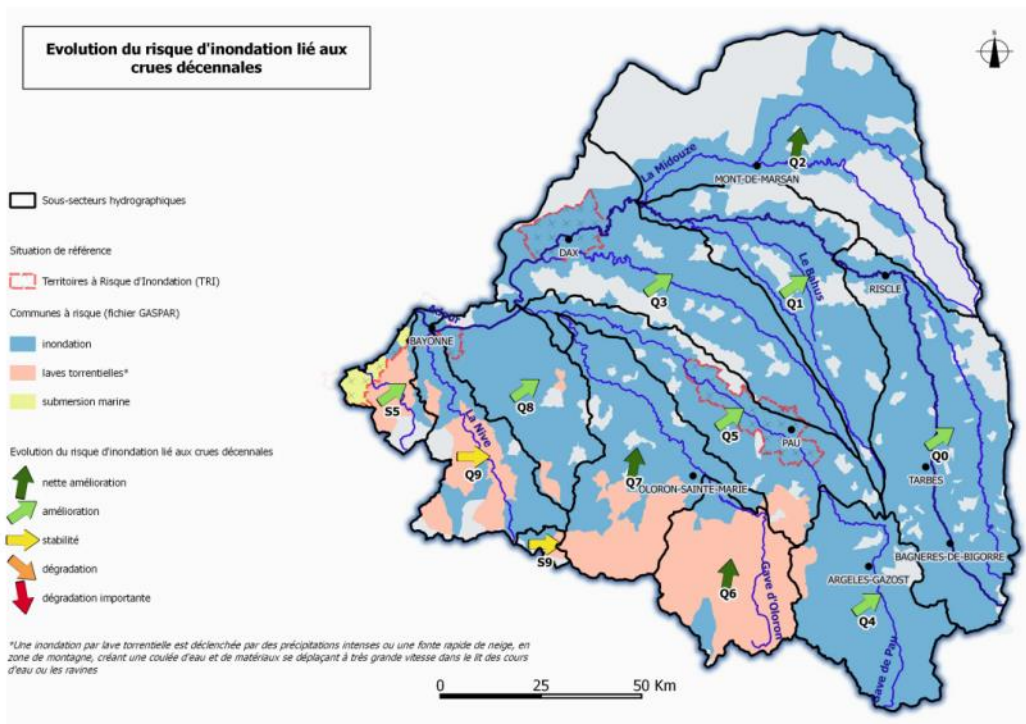 Evolution du risque d'inondation lié aux
crues décennales
N
Sous-secteurs hydrographiques
Situation de référence
Territoires à Risque d'Inondation (TRI)
Communes à risque (fichier GASPAR)
inondation
laves torrentielles*
submersion marine
Evolution du risque d'inondation lié aux crues décennales
nette amélioration
amélioration
stabilité
dégradation
dégradation importante
*Une inondation par lave torrentielle est déclenchée par des précipitations intenses ou une fonte rapide de neige, en
zone de montagne, créant une coulée d'eau et de matériaux se déplaçant à très grande vitesse dans le lit des cours
d'eau ou les ravines
0 25 50 Km
La Midouze
Q2
MONT-DE-MARSAN
DAX
Le Bahus
RISCLE
Q3
Q1
BAYONNE
S5
Q8
La Nive
Q9
Q5
PAU
Q0
TARBES
Q7
OLORON-SAINTE-MARIE
S9
BAGNERES-DE-BIGORRE
ARGELES-GAZOST
Q6
Gave d'Oloron
Q4
Gave de Pau